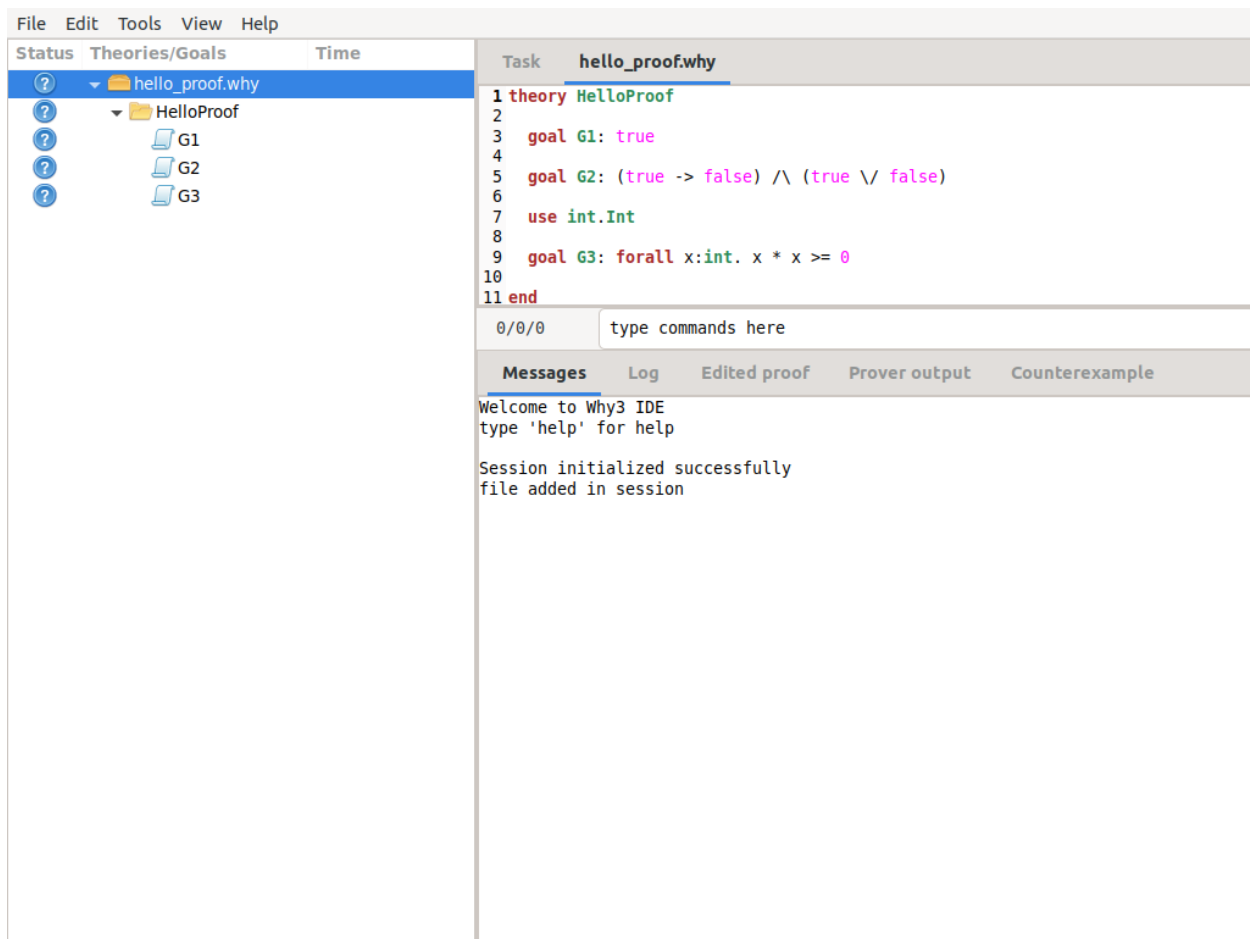 File Edit Tools View Help
Status Theories/Goals Time
hello_proof.why
HelloProof
G1
G2
G3
Task hello_proof.why
1 theory HelloProof
2
3   goal G1: true
4
5   goal G2: (true -> false) /\ (true \/ false)
6
7   use int.Int
8
9   goal G3: forall x:int. x * x >= 0
10
11 end
0/0/0 type commands here
Messages Log Edited proof Prover output Counterexample
Welcome to Why3 IDE
type 'help' for help
Session initialized successfully
file added in session